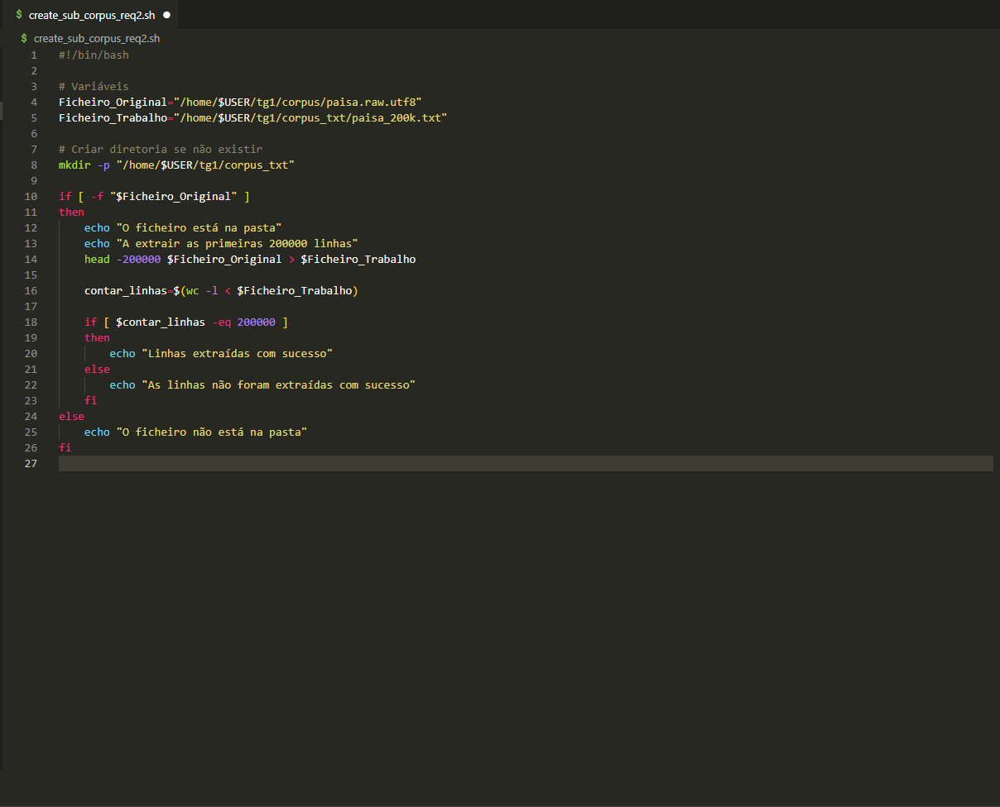 $ create_sub_corpus_req2.sh ●
$ create_sub_corpus_req2.sh
1 #!/bin/bash
2
3 # Variáveis
4 Ficheiro_Original="/home/$USER/tg1/corpus/paisa.raw.utf8"
5 Ficheiro_Trabalho="/home/$USER/tg1/corpus_txt/paisa_200k.txt"
6
7 # Criar diretoria se não existir
8 mkdir -p "/home/$USER/tg1/corpus_txt"
9
10 if [ -f "$Ficheiro_Original" ]
11 then
12     echo "O ficheiro está na pasta"
13     echo "A extrair as primeiras 200000 linhas"
14     head -200000 $Ficheiro_Original > $Ficheiro_Trabalho
15
16     contar_linhas=$(wc -l < $Ficheiro_Trabalho)
17
18     if [ $contar_linhas -eq 200000 ]
19     then
20         echo "Linhas extraídas com sucesso"
21     else
22         echo "As linhas não foram extraídas com sucesso"
23     fi
24 else
25     echo "O ficheiro não está na pasta"
26 fi
27